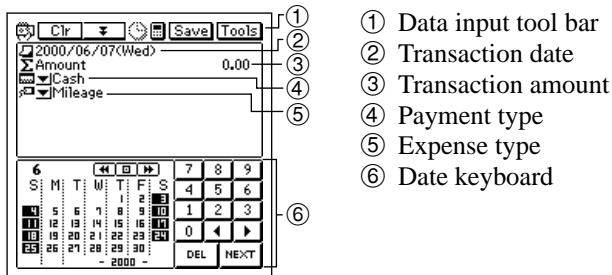 Clr Save Tools
2000/06/07(Wed)
Amount 0.00
Cash
Mileage
6
S M T W T F S
1 2 3
4 5 6 7 8 9 10
11 12 13 14 15 16 17
18 19 20 21 22 23 24
25 26 27 28 29 30
- 2000 -
7 8 9
4 5 6
1 2 3
0
DEL NEXT
①
②
③
④
⑤
⑥
① Data input tool bar
② Transaction date
③ Transaction amount
④ Payment type
⑤ Expense type
⑥ Date keyboard